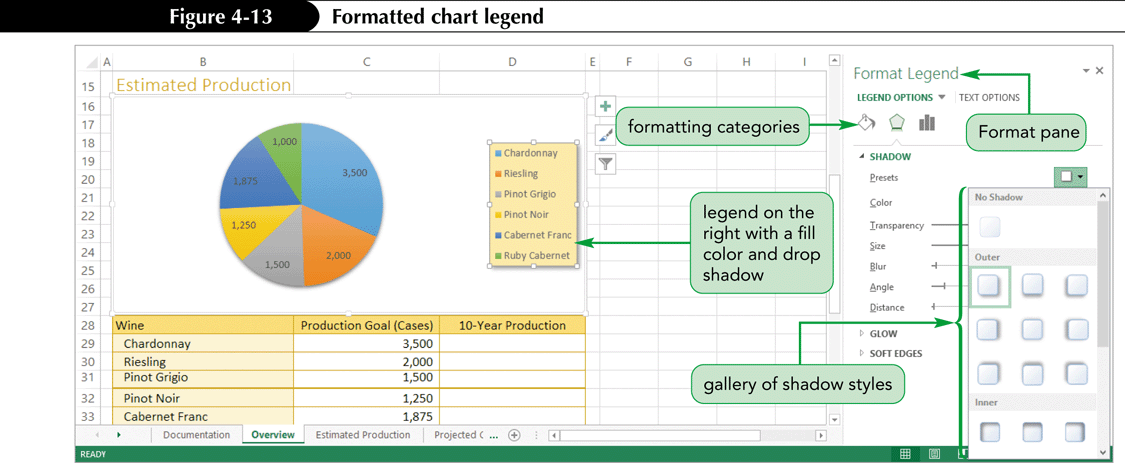 Figure 4-13 Formatted chart legend
A B C D E F G H I
15 Estimated Production
16
17
18
19
20
21
22
23
24
25
26
27
1,000
3,500
1,875
1,250
1,500
2,000
Chardonnay
Riesling
Pinot Grigio
Pinot Noir
Cabernet Franc
Ruby Cabernet
28 Wine Production Goal (Cases) 10-Year Production
29 Chardonnay 3,500
30 Riesling 2,000
31 Pinot Grigio 1,500
32 Pinot Noir 1,250
33 Cabernet Franc 1,875
Documentation Overview Estimated Production Projected C ...
READY
formatting categories
legend on the
right with a fill
color and drop
shadow
gallery of shadow styles
Format pane
Format Legend
LEGEND OPTIONS TEXT OPTIONS
SHADOW
Presets
Color
Transparency
Size
Blur
Angle
Distance
GLOW
SOFT EDGES
No Shadow
Outer
Inner